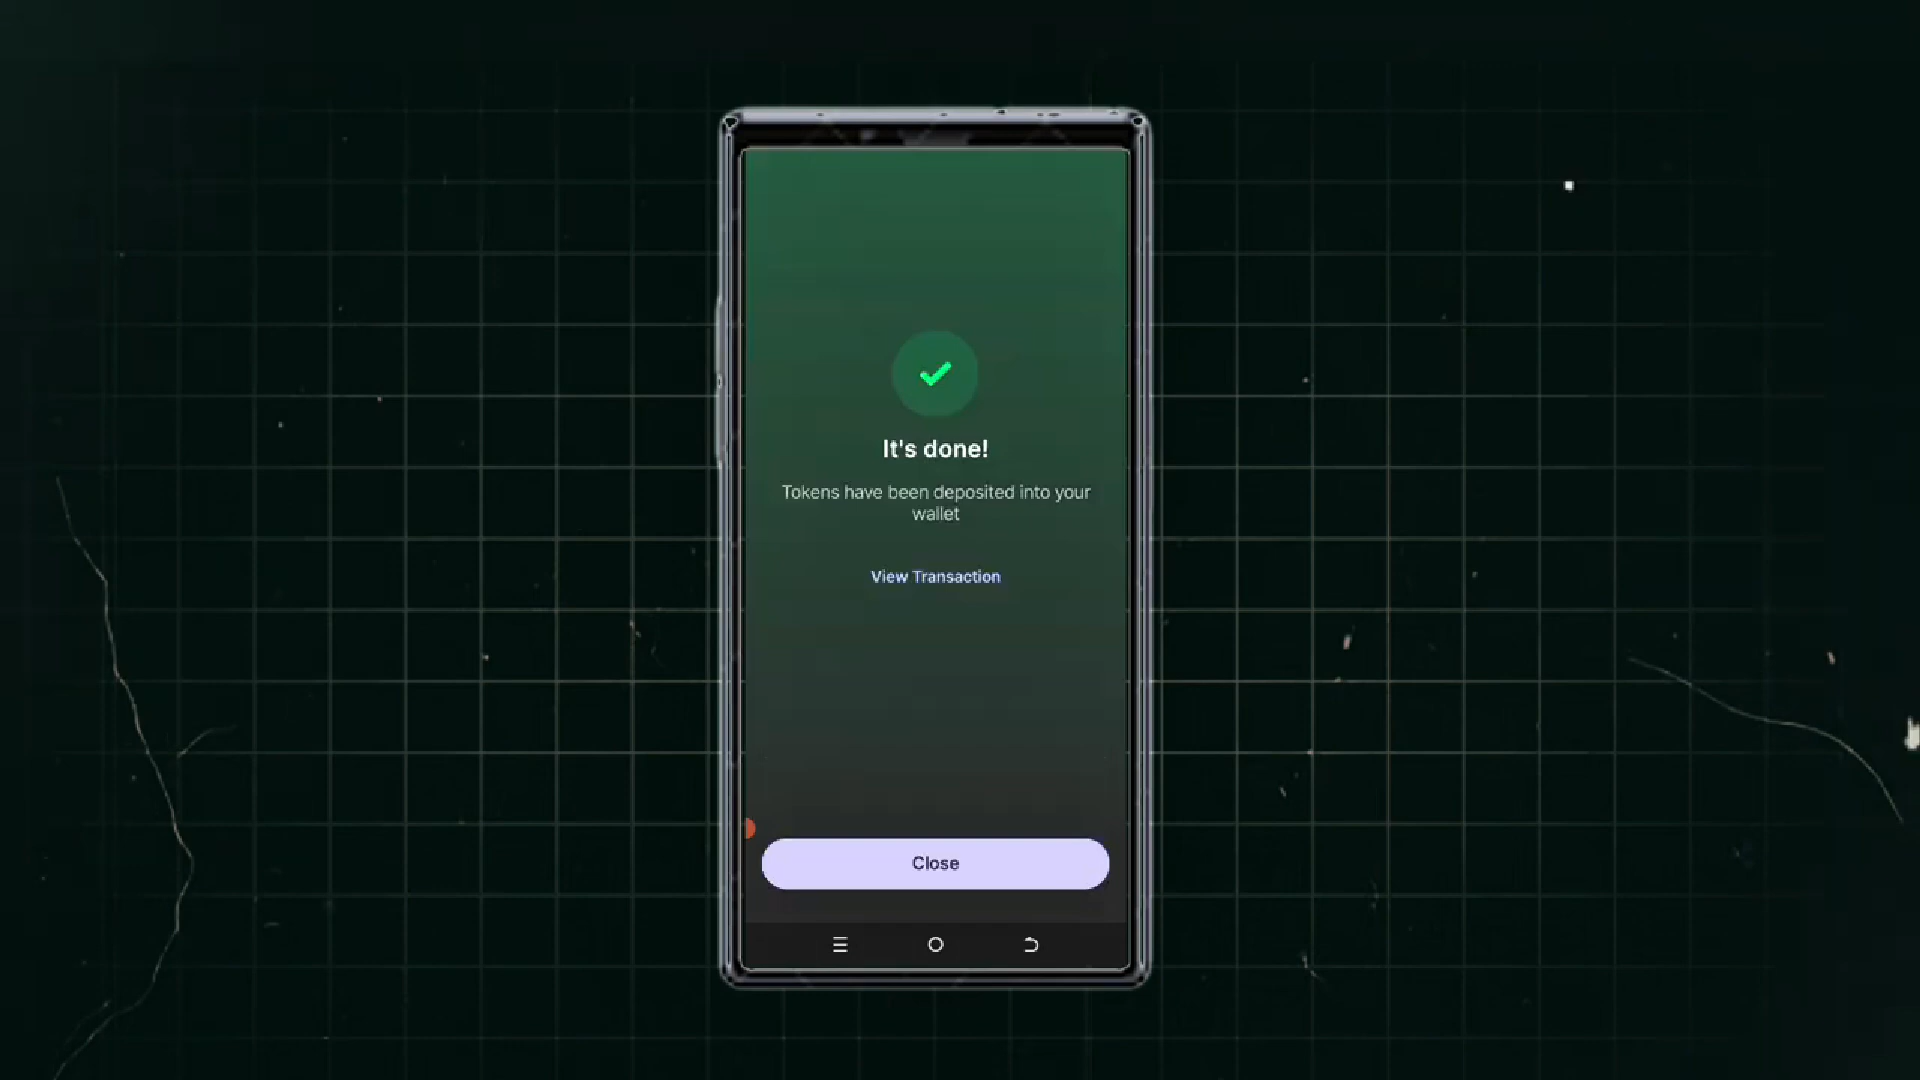 It's done!
Tokens have been deposited into your
wallet
View Transaction
Close